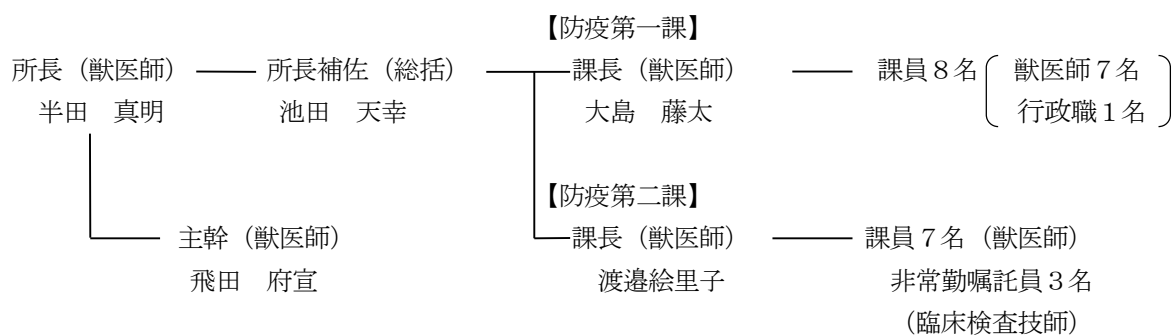 【防疫第一課】
所長（獣医師） 所長補佐（総括） 課長（獣医師） 課員８名 獣医師７名
半田　真明 池田　天幸 大島　藤太 行政職１名
【防疫第二課】
主幹（獣医師） 課長（獣医師） 課員７名（獣医師）
飛田　府宣 渡邉絵里子 非常勤嘱託員３名
（臨床検査技師）